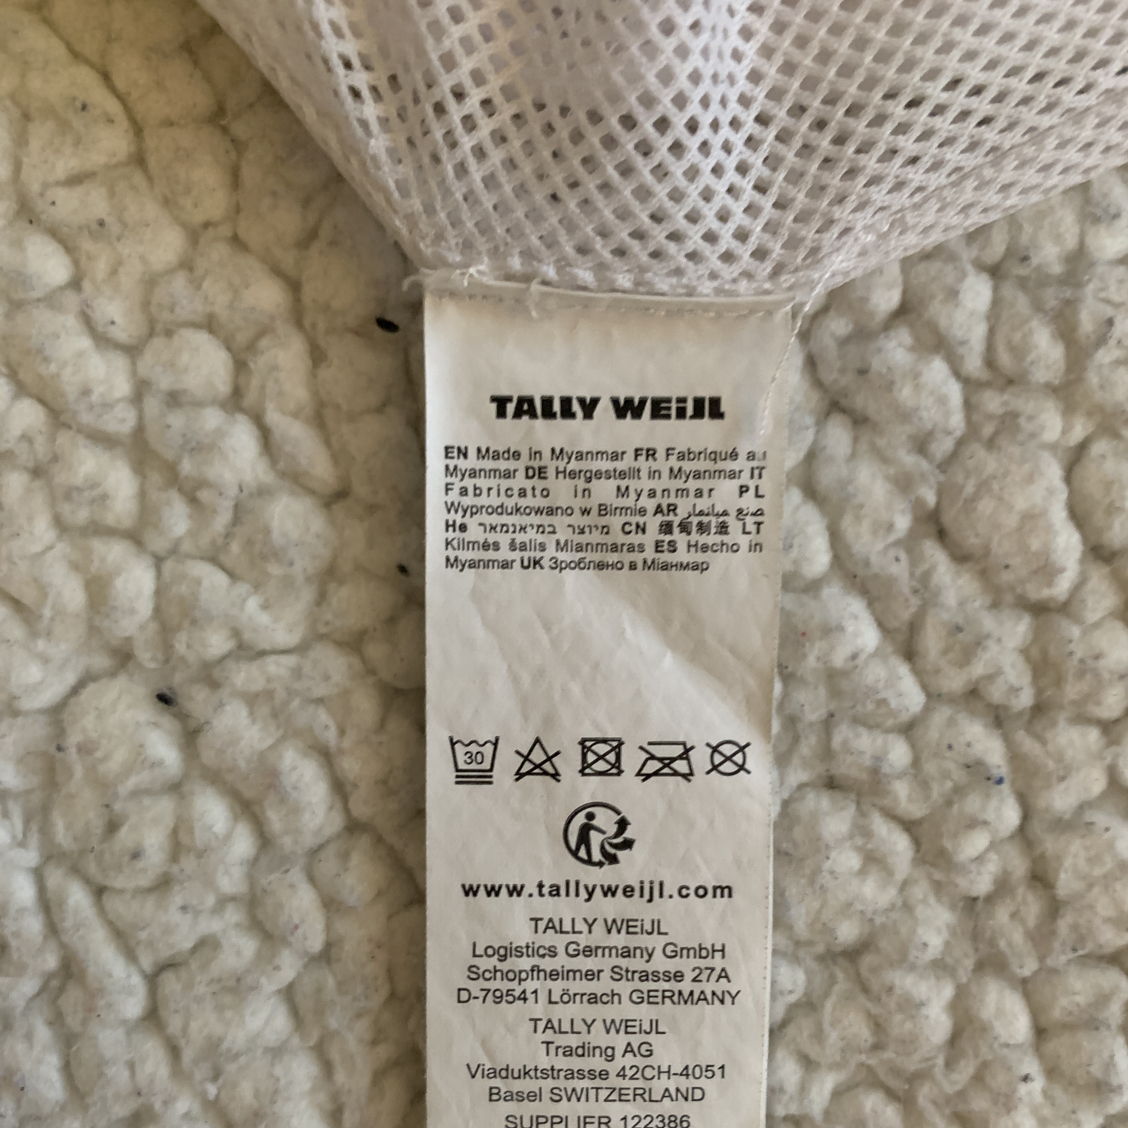 TALLY WEiJL
EN Made in Myanmar FR Fabriqué au
Myanmar DE Hergestellt in Myanmar IT
Fabricato in Myanmar PL
Wyprodukowano w Birmie AR صنع ميانمار
He מיוצר במיאנמאר CN 缅甸制造 LT
Kilmės šalis Mianmaras ES Hecho in
Myanmar UK Зроблено в Міанмар
30
www.tallyweijl.com
TALLY WEiJL
Logistics Germany GmbH
Schopfheimer Strasse 27A
D-79541 Lörrach GERMANY
TALLY WEiJL
Trading AG
Viaduktstrasse 42CH-4051
Basel SWITZERLAND
SUPPLIER 122386